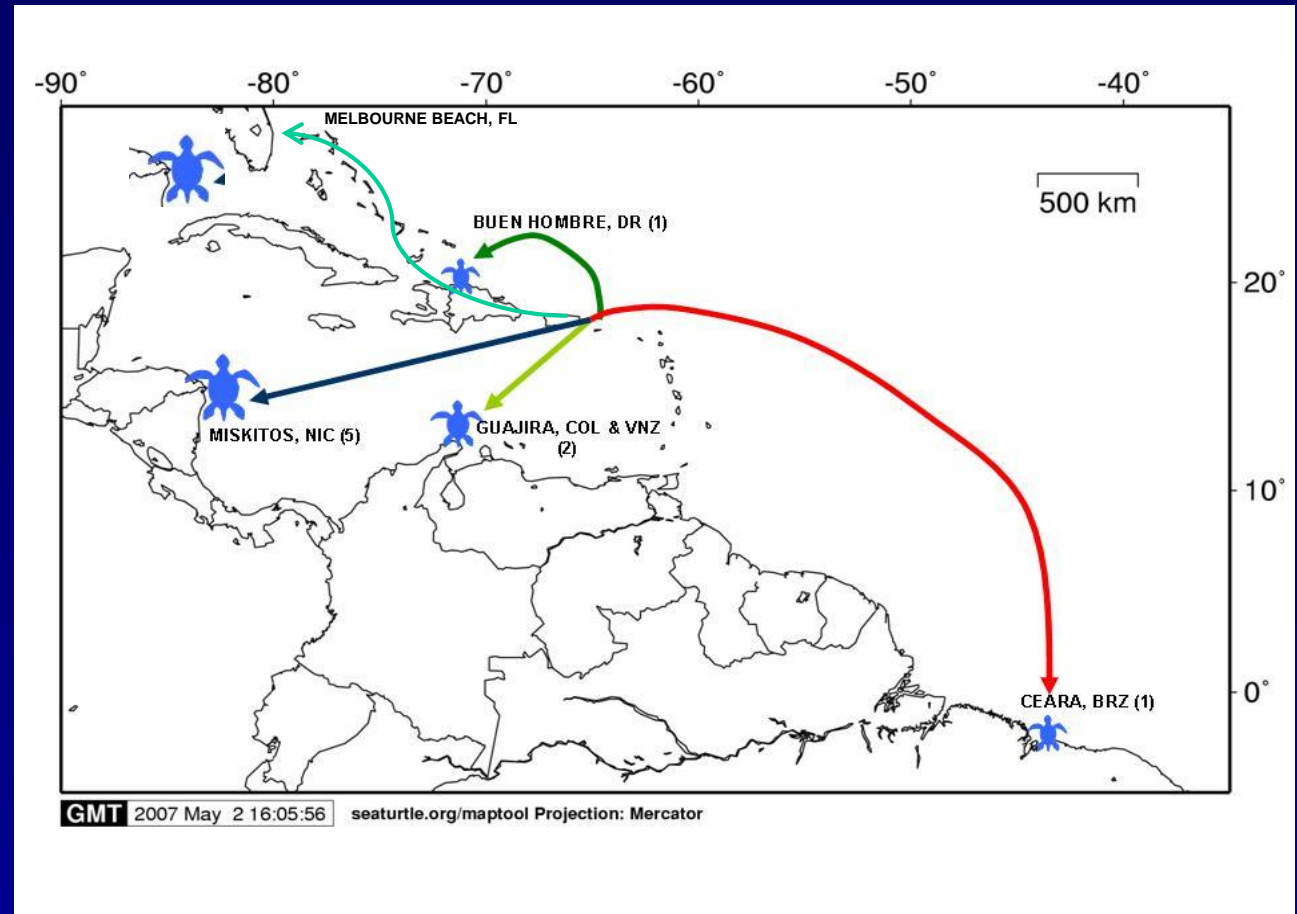 -90° -80° -70° -60° -50° -40°
MELBOURNE BEACH, FL
500 km
BUEN HOMBRE, DR (1)
20°
MISKITOS, NIC (5)
GUAJIRA, COL & VNZ
(2)
10°
0°
CEARA, BRZ (1)
GMT 2007 May 2 16:05:56 seaturtle.org/maptool Projection: Mercator